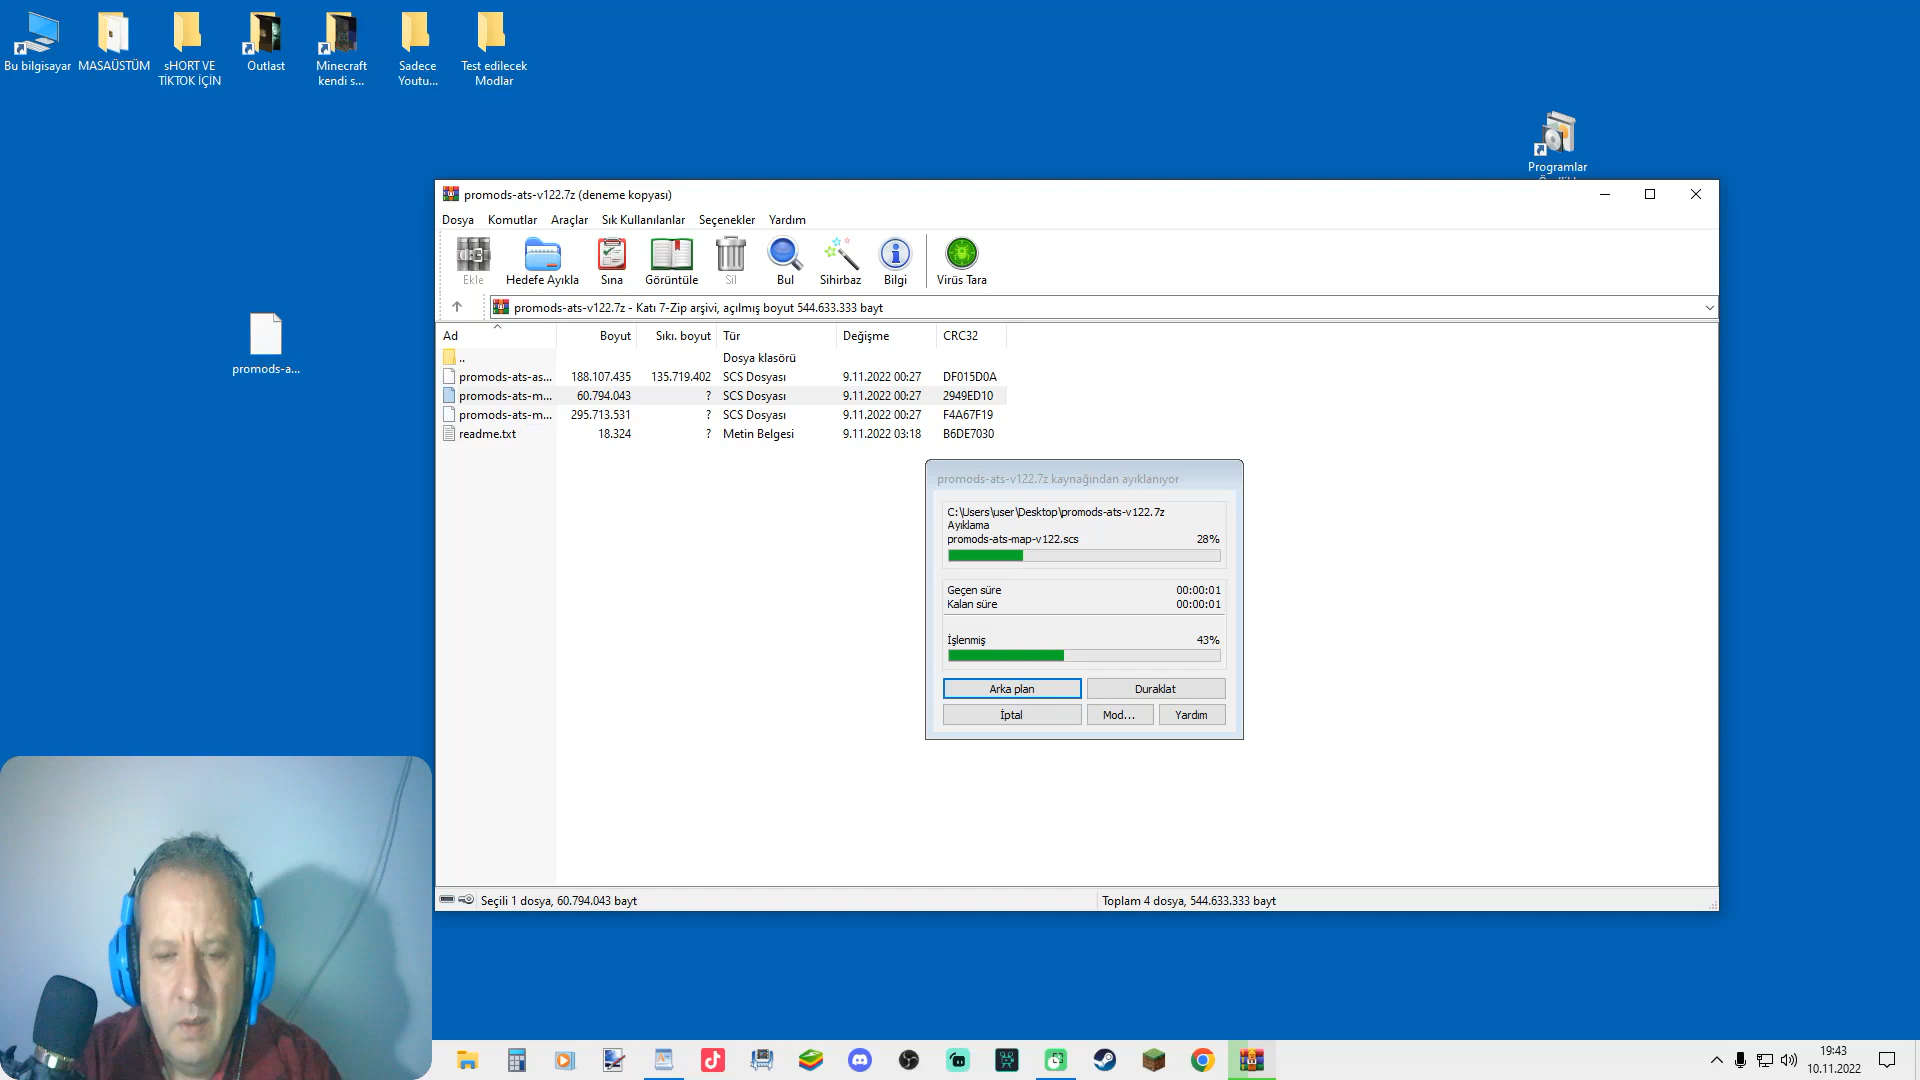 Bu bilgisayar
MASAÜSTÜM
sHORT VE
TİKTOK İÇİN
Outlast
Minecraft
kendi s...
Sadece
Youtu...
Test edilecek
Modlar
Programlar
promods-a...
promods-ats-v122.7z (deneme kopyası)
Dosya Komutlar Araçlar Sık Kullanılanlar Seçenekler Yardım
Ekle Hedefe Ayıkla Sına Görüntüle Sil Bul Sihirbaz Bilgi Virüs Tara
promods-ats-v122.7z - Katı 7-Zip arşivi, açılmış boyut 544.633.333 bayt
Ad Boyut Sıkı. boyut Tür Değişme CRC32
.. Dosya klasörü
promods-ats-as... 188.107.435 135.719.402 SCS Dosyası 9.11.2022 00:27 DF015D0A
promods-ats-m... 60.794.043 ? SCS Dosyası 9.11.2022 00:27 2949ED10
promods-ats-m... 295.713.531 ? SCS Dosyası 9.11.2022 00:27 F4A67F19
readme.txt 18.324 ? Metin Belgesi 9.11.2022 03:18 B6DE7030
promods-ats-v122.7z kaynağından ayıklanıyor
C:\Users\user\Desktop\promods-ats-v122.7z
Ayıklama
promods-ats-map-v122.scs 28%
Geçen süre 00:00:01
Kalan süre 00:00:01
İşlenmiş 43%
Arka plan Duraklat
İptal Mod... Yardım
Seçili 1 dosya, 60.794.043 bayt Toplam 4 dosya, 544.633.333 bayt
19:43
10.11.2022